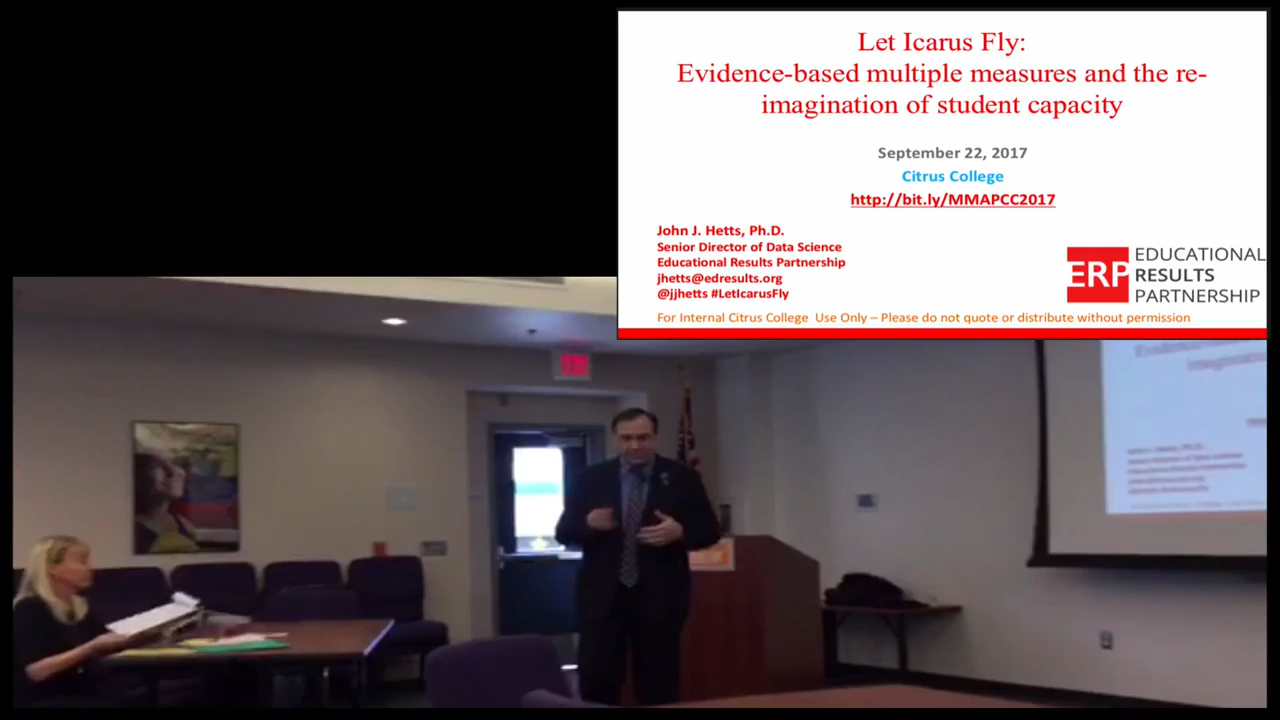 Let Icarus Fly:
Evidence-based multiple measures and the re-
imagination of student capacity
September 22, 2017
Citrus College
http://bit.ly/MMAPCC2017
John J. Hetts, Ph.D.
Senior Director of Data Science
Educational Results Partnership
jhetts@edresults.org
@jjhetts #LetIcarusFly
ERP EDUCATIONAL
RESULTS
PARTNERSHIP
For Internal Citrus College Use Only – Please do not quote or distribute without permission